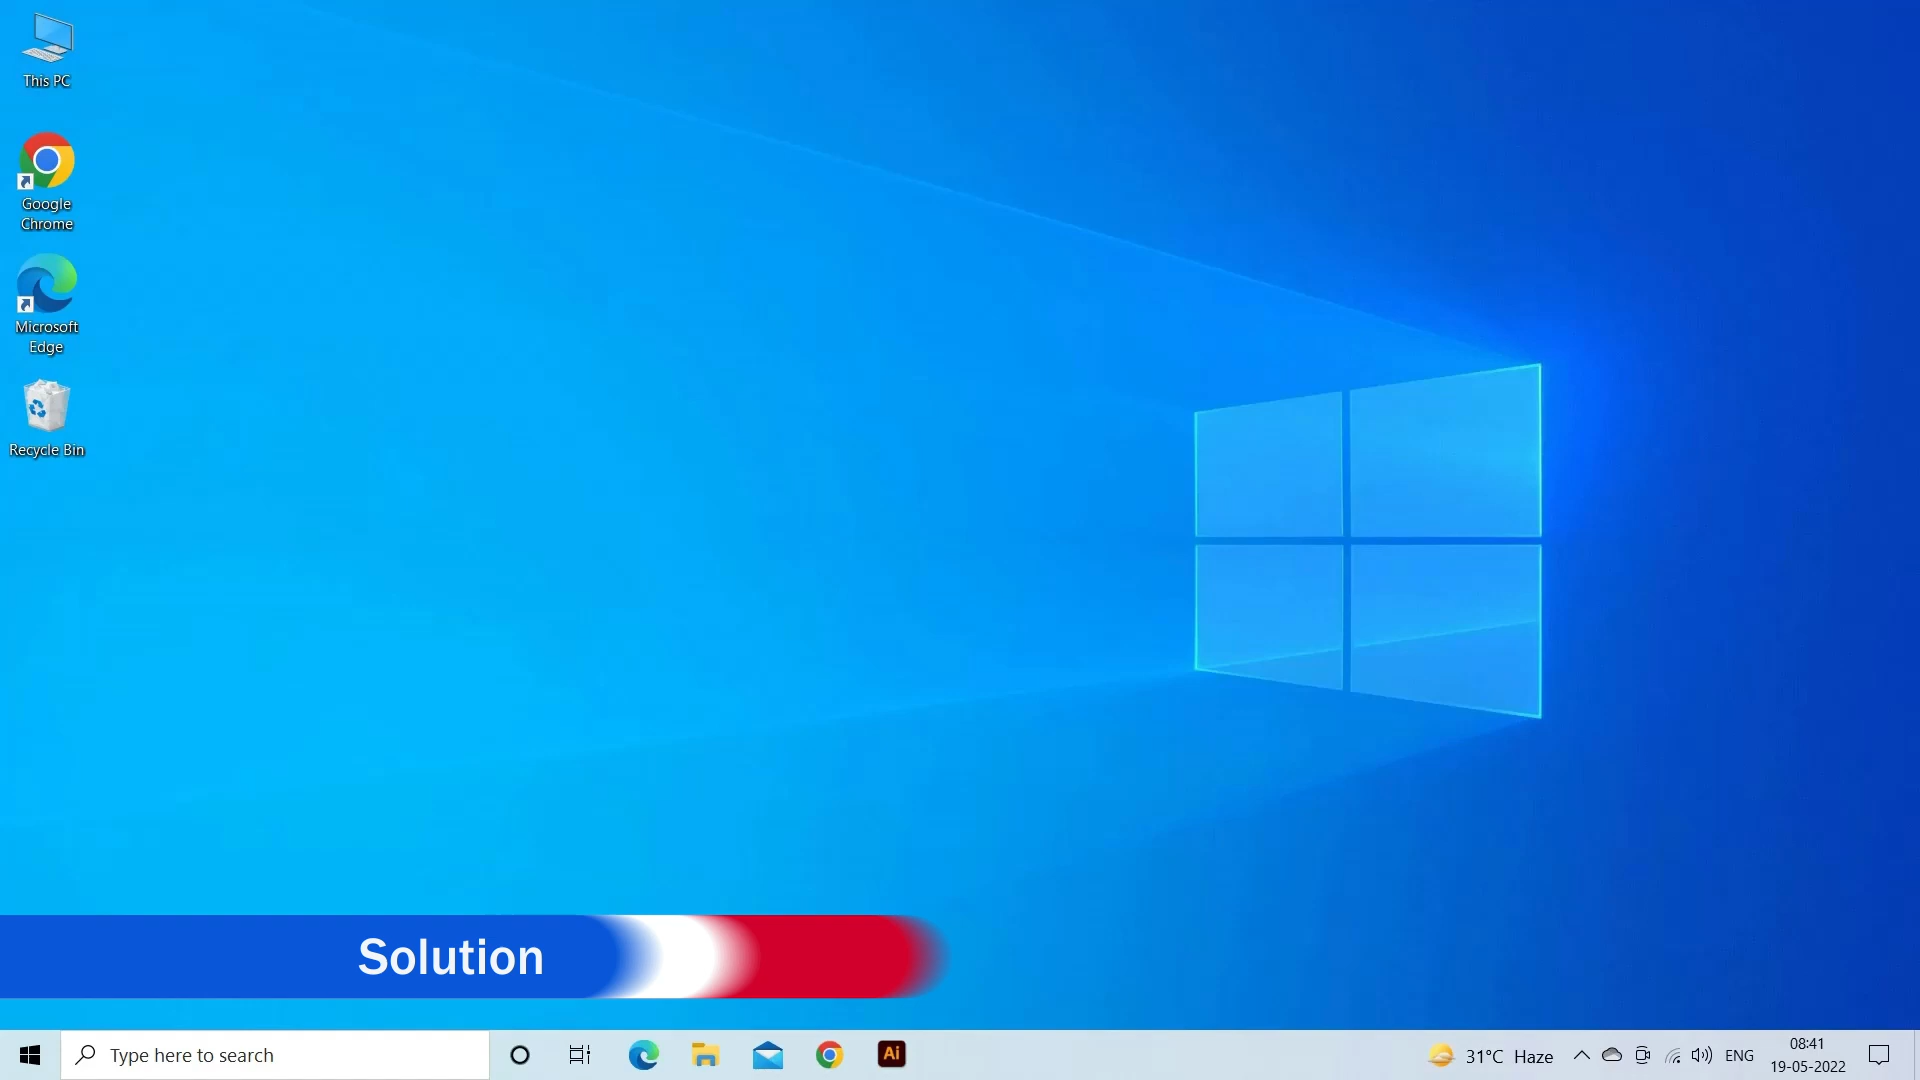 This PC
Google
Chrome
Microsoft
Edge
Recycle Bin
Solution
Type here to search
Ai
31°C Haze
ENG
08:41
19-05-2022